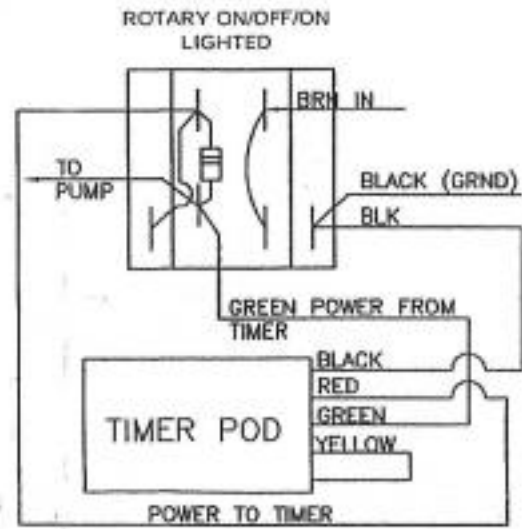 ROTARY ON/OFF/ON
LIGHTED
BRN IN
TO
PUMP
BLACK (GRND)
BLK
GREEN POWER FROM
TIMER
BLACK
RED
GREEN
YELLOW
TIMER POD
POWER TO TIMER